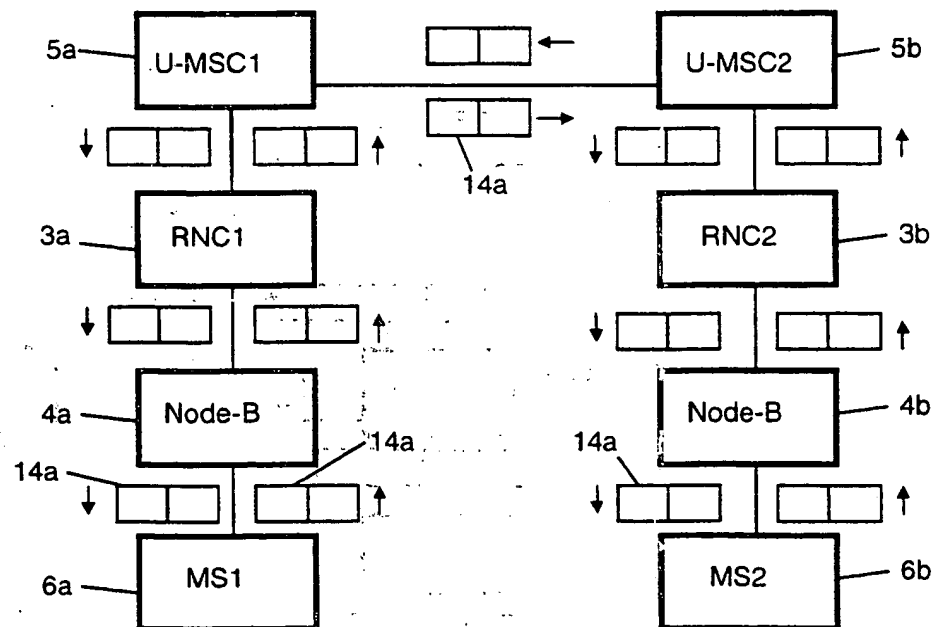 5a
U-MSC1
U-MSC2
5b
14a
3a
RNC1
RNC2
3b
4a
Node-B
Node-B
4b
14a
14a
14a
6a
MS1
MS2
6b